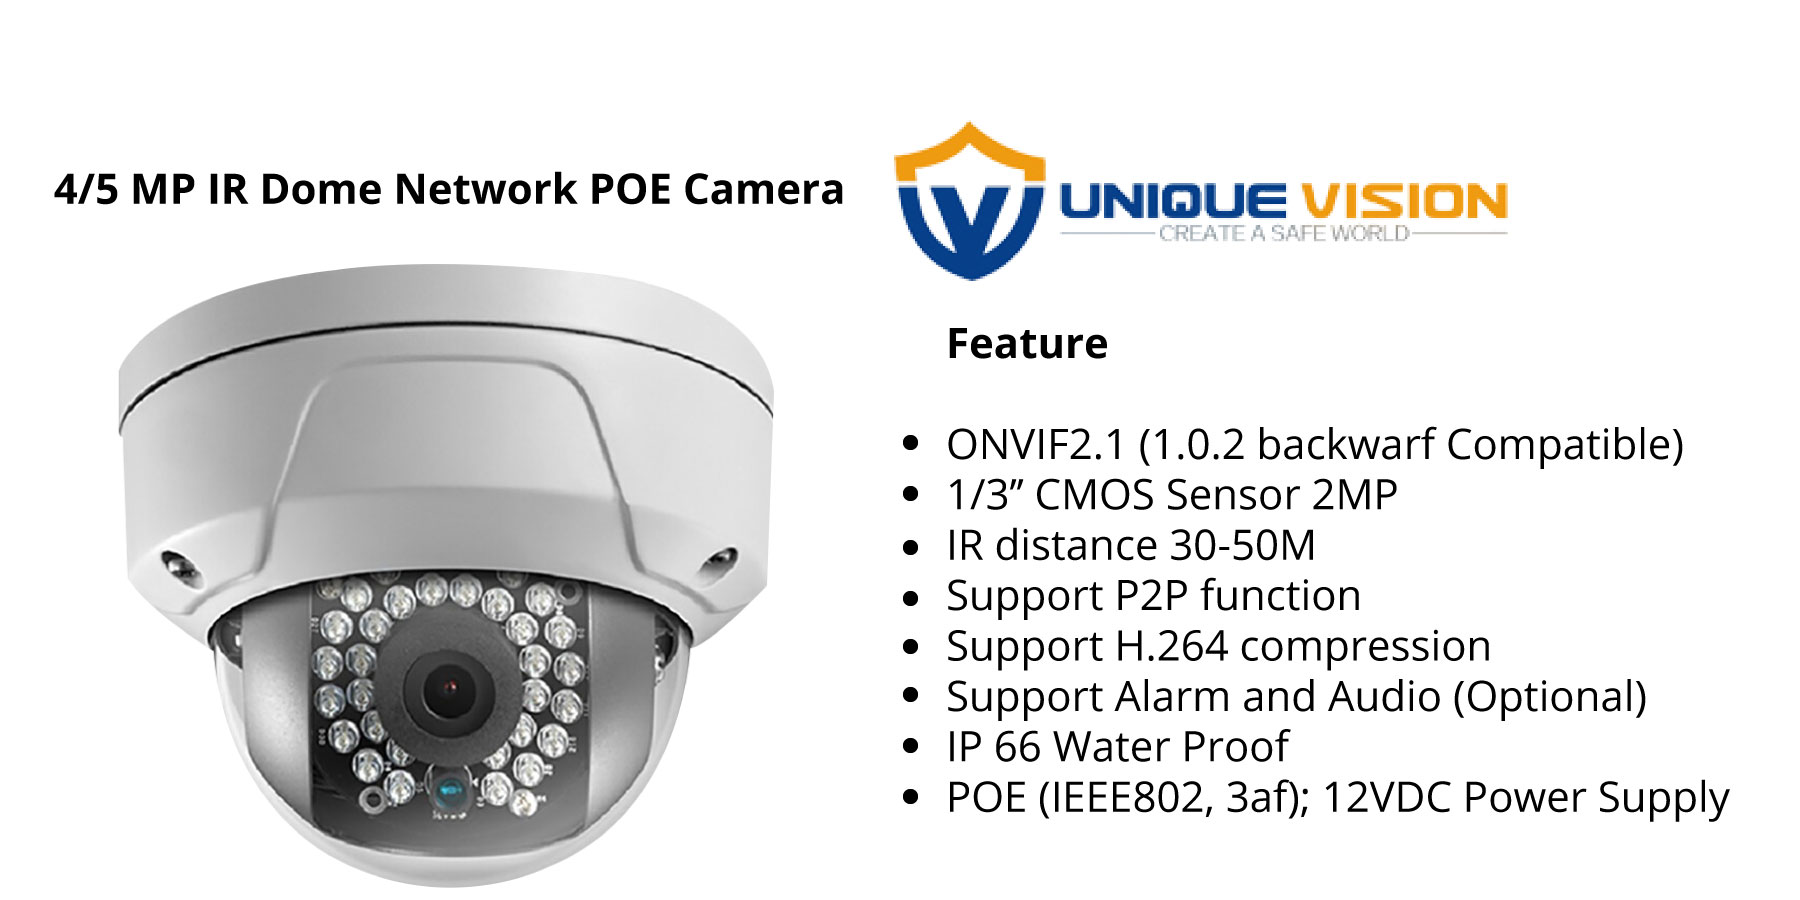 4/5 MP IR Dome Network POE Camera
UNIQUE VISION
CREATE A SAFE WORLD
Feature
• ONVIF2.1 (1.0.2 backwarf Compatible)
• 1/3” CMOS Sensor 2MP
• IR distance 30-50M
• Support P2P function
• Support H.264 compression
• Support Alarm and Audio (Optional)
• IP 66 Water Proof
• POE (IEEE802, 3af); 12VDC Power Supply